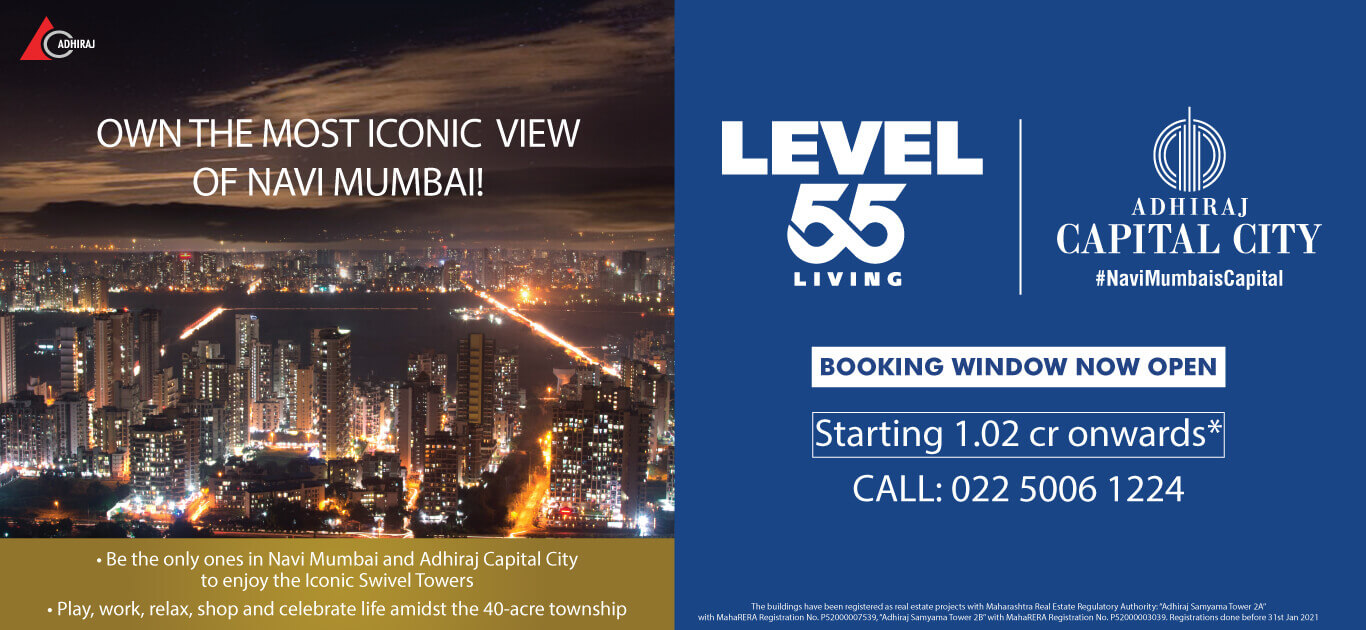 ADHIRAJ
OWN THE MOST ICONIC VIEW
OF NAVI MUMBAI!
• Be the only ones in Navi Mumbai and Adhiraj Capital City
to enjoy the Iconic Swivel Towers
• Play, work, relax, shop and celebrate life amidst the 40-acre township
LEVEL
55
LIVING
ADHIRAJ
CAPITAL CITY
#NaviMumbaisCapital
BOOKING WINDOW NOW OPEN
Starting 1.02 cr onwards*
CALL: 022 5006 1224
The buildings have been registered as real estate projects with Maharashtra Real Estate Regulatory Authority: "Adhiraj Samyama Tower 2A"
with MahaRERA Registration No. P52000007539, "Adhiraj Samyama Tower 2B" with MahaRERA Registration No. P52000003039. Registrations done before 31st Jan 2021